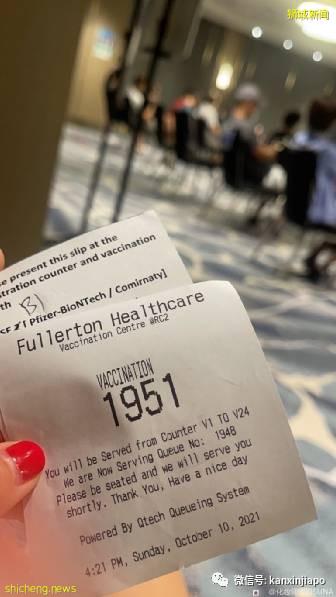 狮城新闻
se present this slip at the
stration counter and vaccination
th B1
Pfizer-BioNTech / Comirnaty]
Fullerton Healthcare
Vaccination Centre @RC2
VACCINATION
1951
You will be Served from Counter V1 TO V24
We are Now Serving Queue No: 1948
Please be seated and we will serve you
shortly. Thank You, Have a nice day
Powered By Qtech Queueing System
4:21 PM, Sunday, October 10, 2021
微信号: kanxinjiapo
shicheng.news